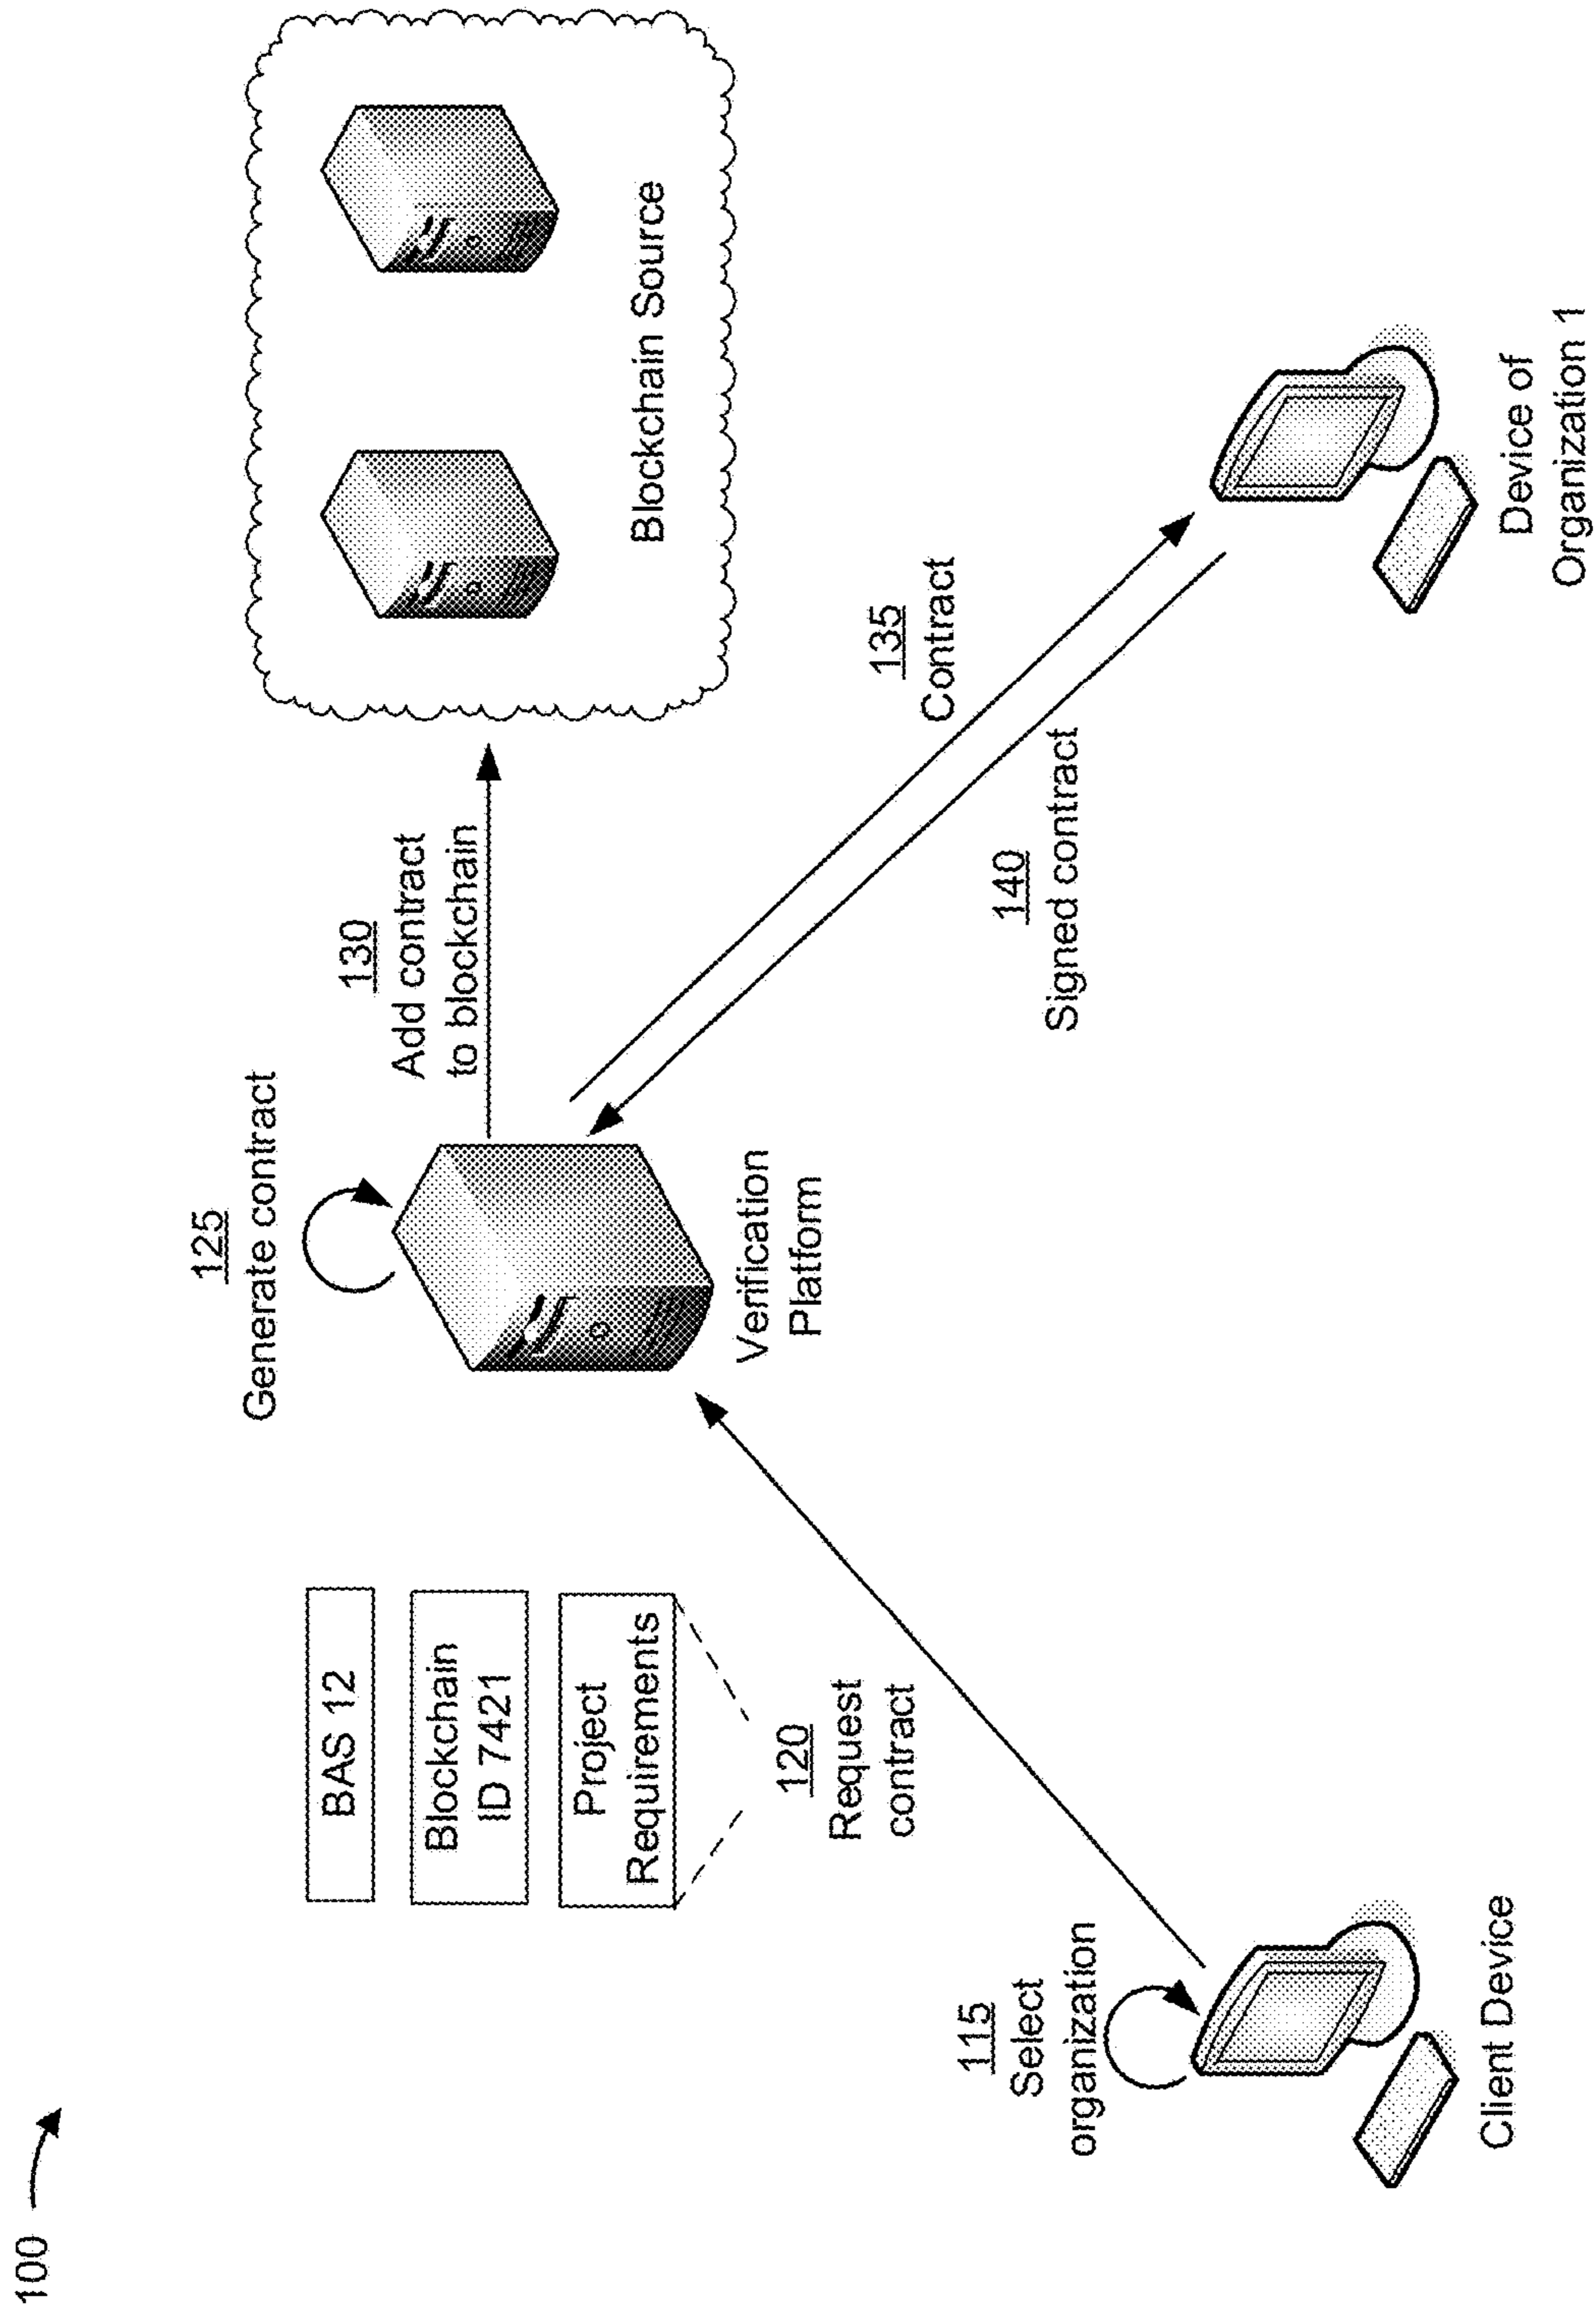 100
115
Select
organization
Client Device
BAS 12
Blockchain
ID 7421
Project
Requirements
120
Request
contract
125
Generate contract
Verification
Platform
130
Add contract
to blockchain
Blockchain Source
135
Contract
140
Signed contract
Device of
Organization 1